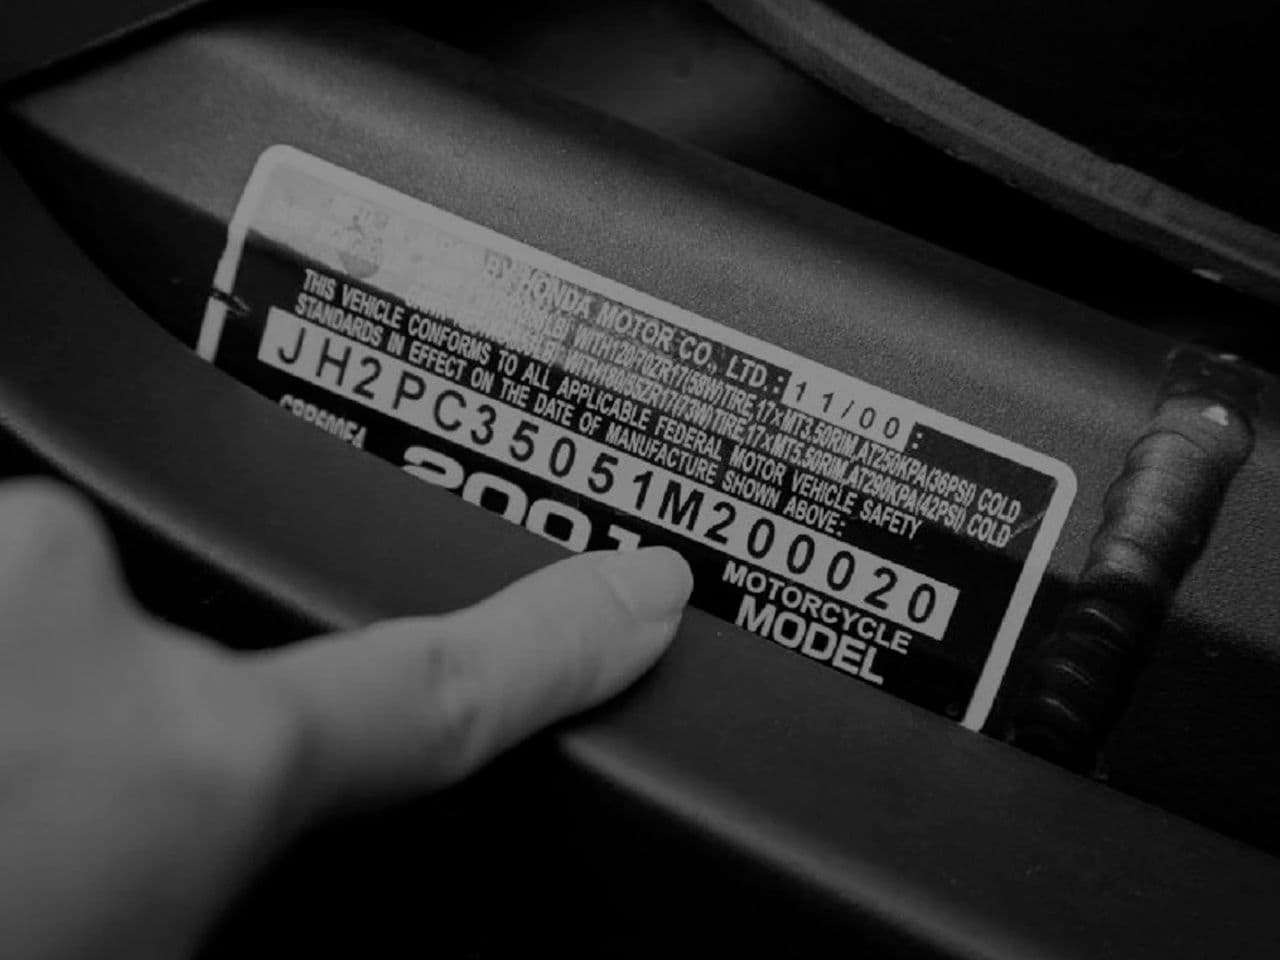 BY HONDA MOTOR CO., LTD.: 11/00 :
WITH120/70ZR17(58W)TIRE,17xMT3.50RIM,AT250KPA(36PSI) COLD
WITH180/55ZR17(73W)TIRE,17xMT5.50RIM,AT290KPA(42PSI) COLD
THIS VEHICLE CONFORMS TO ALL APPLICABLE FEDERAL MOTOR VEHICLE SAFETY
STANDARDS IN EFFECT ON THE DATE OF MANUFACTURE SHOWN ABOVE:
JH2PC35051M200020
MOTORCYCLE
2001 MODEL